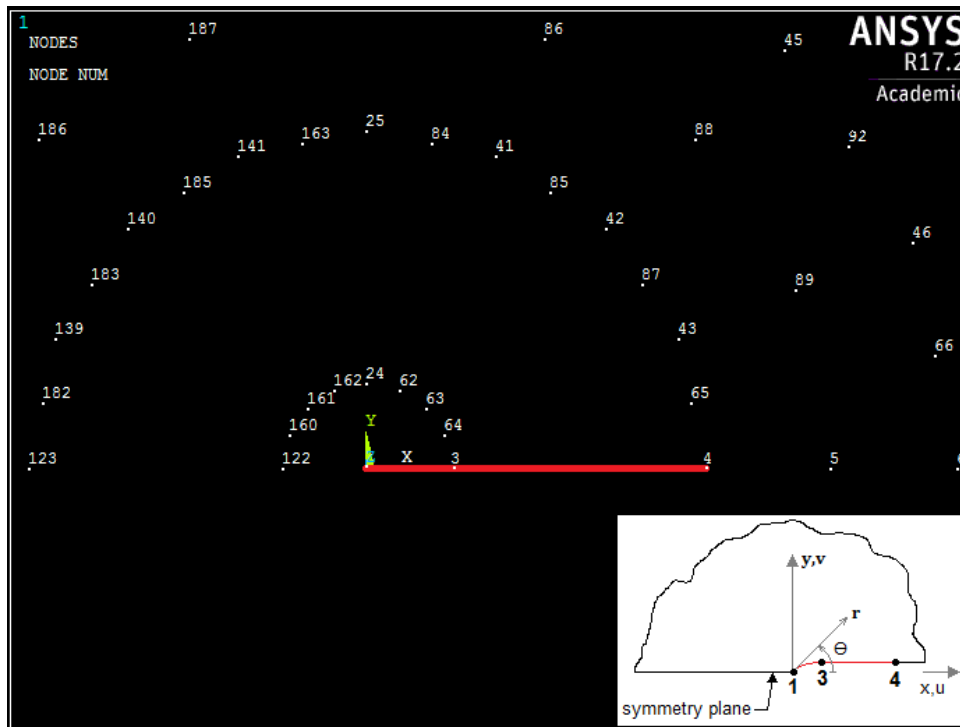 1
NODES
NODE NUM
ANSYS
R17.2
Academic
187 86 45
186 141 163 25 84 41 88 92
185 85
140 42 46
183 87 89
139 43 66
162 24 62
182 161 63 65
160 Y 64
123 122 X 3 4 5 6
y,v
r
Θ
1 3 4 x,u
symmetry plane